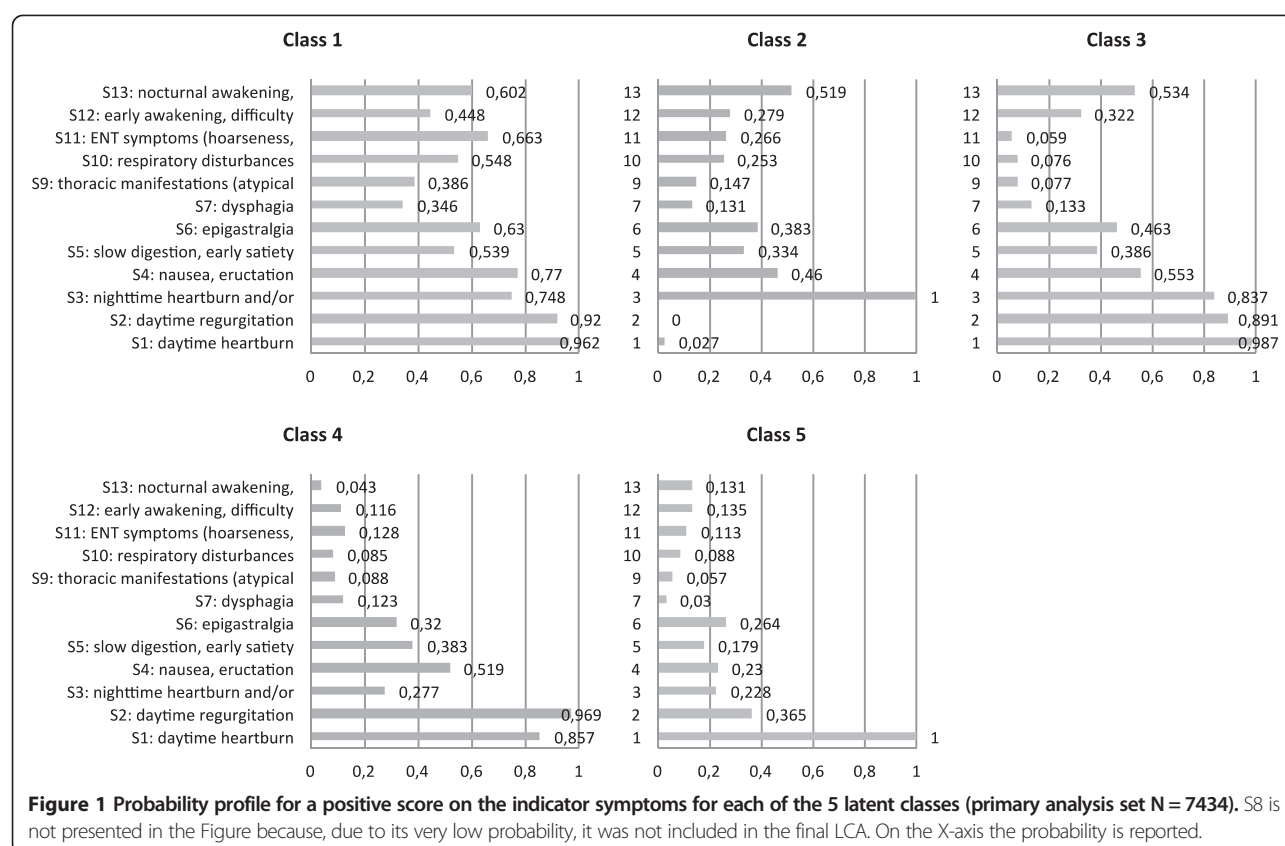 Class 1
S13: nocturnal awakening, 0,602
S12: early awakening, difficulty 0,448
S11: ENT symptoms (hoarseness, 0,663
S10: respiratory disturbances 0,548
S9: thoracic manifestations (atypical 0,386
S7: dysphagia 0,346
S6: epigastralgia 0,63
S5: slow digestion, early satiety 0,539
S4: nausea, eructation 0,77
S3: nighttime heartburn and/or 0,748
S2: daytime regurgitation 0,92
S1: daytime heartburn 0,962
0 0,2 0,4 0,6 0,8 1
Class 2
13 0,519
12 0,279
11 0,266
10 0,253
9 0,147
7 0,131
6 0,383
5 0,334
4 0,46
3 1
2 0
1 0,027
0 0,2 0,4 0,6 0,8 1
Class 3
13 0,534
12 0,322
11 0,059
10 0,076
9 0,077
7 0,133
6 0,463
5 0,386
4 0,553
3 0,837
2 0,891
1 0,987
0 0,2 0,4 0,6 0,8 1
Class 4
S13: nocturnal awakening, 0,043
S12: early awakening, difficulty 0,116
S11: ENT symptoms (hoarseness, 0,128
S10: respiratory disturbances 0,085
S9: thoracic manifestations (atypical 0,088
S7: dysphagia 0,123
S6: epigastralgia 0,32
S5: slow digestion, early satiety 0,383
S4: nausea, eructation 0,519
S3: nighttime heartburn and/or 0,277
S2: daytime regurgitation 0,969
S1: daytime heartburn 0,857
0 0,2 0,4 0,6 0,8 1
Class 5
13 0,131
12 0,135
11 0,113
10 0,088
9 0,057
7 0,03
6 0,264
5 0,179
4 0,23
3 0,228
2 0,365
1 1
0 0,2 0,4 0,6 0,8 1
Figure 1 Probability profile for a positive score on the indicator symptoms for each of the 5 latent classes (primary analysis set N = 7434). S8 is
not presented in the Figure because, due to its very low probability, it was not included in the final LCA. On the X-axis the probability is reported.